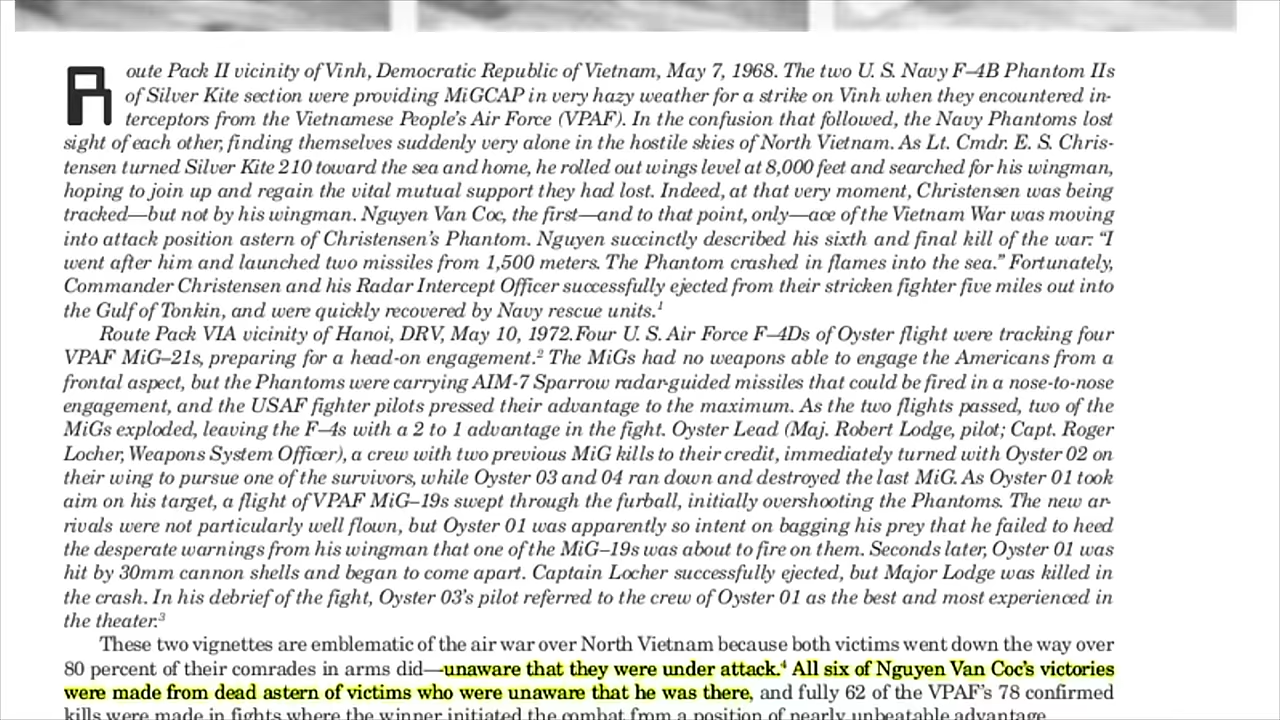 Route Pack II vicinity of Vinh, Democratic Republic of Vietnam, May 7, 1968. The two U. S. Navy F–4B Phantom IIs
of Silver Kite section were providing MiGCAP in very hazy weather for a strike on Vinh when they encountered in-
terceptors from the Vietnamese People's Air Force (VPAF). In the confusion that followed, the Navy Phantoms lost
sight of each other, finding themselves suddenly very alone in the hostile skies of North Vietnam. As Lt. Cmdr. E. S. Chris-
tensen turned Silver Kite 210 toward the sea and home, he rolled out wings level at 8,000 feet and searched for his wingman,
hoping to join up and regain the vital mutual support they had lost. Indeed, at that very moment, Christensen was being
tracked—but not by his wingman. Nguyen Van Coc, the first—and to that point, only—ace of the Vietnam War was moving
into attack position astern of Christensen's Phantom. Nguyen succinctly described his sixth and final kill of the war: “I
went after him and launched two missiles from 1,500 meters. The Phantom crashed in flames into the sea.” Fortunately,
Commander Christensen and his Radar Intercept Officer successfully ejected from their stricken fighter five miles out into
the Gulf of Tonkin, and were quickly recovered by Navy rescue units.¹
Route Pack VIA vicinity of Hanoi, DRV, May 10, 1972.Four U. S. Air Force F–4Ds of Oyster flight were tracking four
VPAF MiG–21s, preparing for a head-on engagement.² The MiGs had no weapons able to engage the Americans from a
frontal aspect, but the Phantoms were carrying AIM-7 Sparrow radar-guided missiles that could be fired in a nose-to-nose
engagement, and the USAF fighter pilots pressed their advantage to the maximum. As the two flights passed, two of the
MiGs exploded, leaving the F–4s with a 2 to 1 advantage in the fight. Oyster Lead (Maj. Robert Lodge, pilot; Capt. Roger
Locher, Weapons System Officer), a crew with two previous MiG kills to their credit, immediately turned with Oyster 02 on
their wing to pursue one of the survivors, while Oyster 03 and 04 ran down and destroyed the last MiG. As Oyster 01 took
aim on his target, a flight of VPAF MiG–19s swept through the furball, initially overshooting the Phantoms. The new ar-
rivals were not particularly well flown, but Oyster 01 was apparently so intent on bagging his prey that he failed to heed
the desperate warnings from his wingman that one of the MiG–19s was about to fire on them. Seconds later, Oyster 01 was
hit by 30mm cannon shells and began to come apart. Captain Locher successfully ejected, but Major Lodge was killed in
the crash. In his debrief of the fight, Oyster 03's pilot referred to the crew of Oyster 01 as the best and most experienced in
the theater.³
These two vignettes are emblematic of the air war over North Vietnam because both victims went down the way over
80 percent of their comrades in arms did—unaware that they were under attack.⁴ All six of Nguyen Van Coc's victories
were made from dead astern of victims who were unaware that he was there, and fully 62 of the VPAF's 78 confirmed
kills were made in fights where the winner initiated the combat from a position of nearly unbeatable advantage